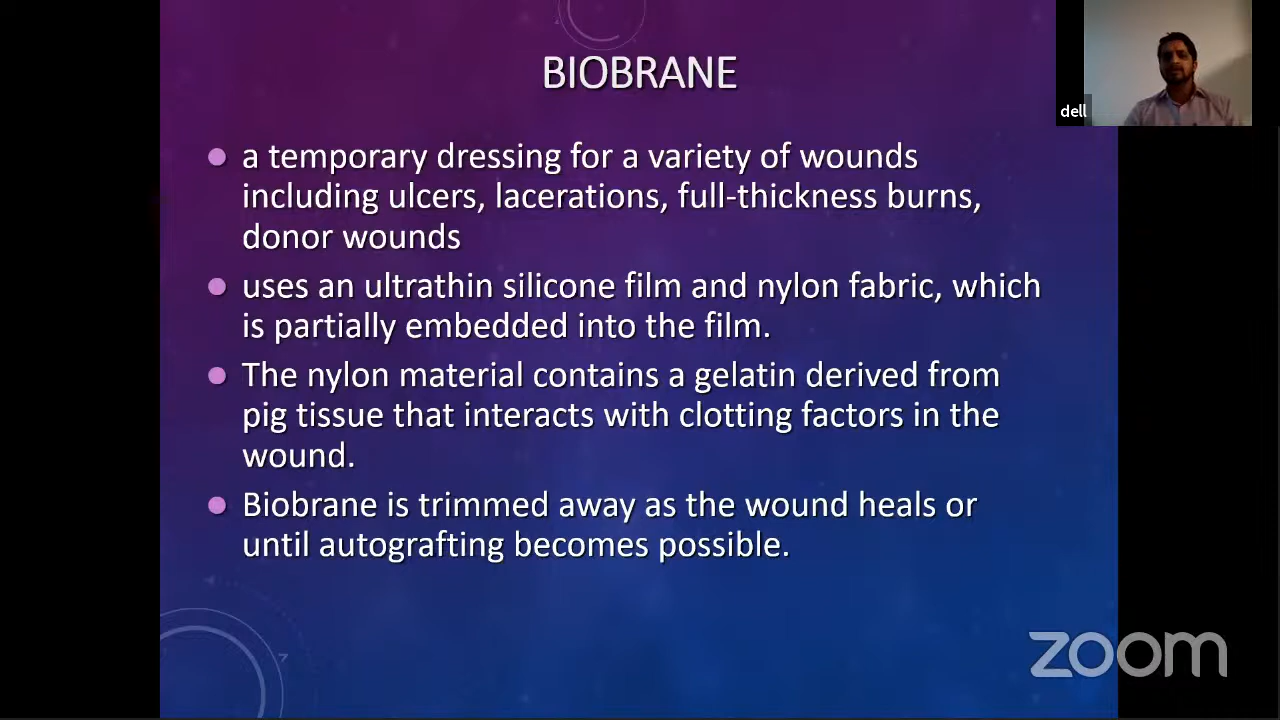 BIOBRANE
dell
a temporary dressing for a variety of wounds
including ulcers, lacerations, full-thickness burns,
donor wounds
uses an ultrathin silicone film and nylon fabric, which
is partially embedded into the film.
The nylon material contains a gelatin derived from
pig tissue that interacts with clotting factors in the
wound.
Biobrane is trimmed away as the wound heals or
until autografting becomes possible.
zoom